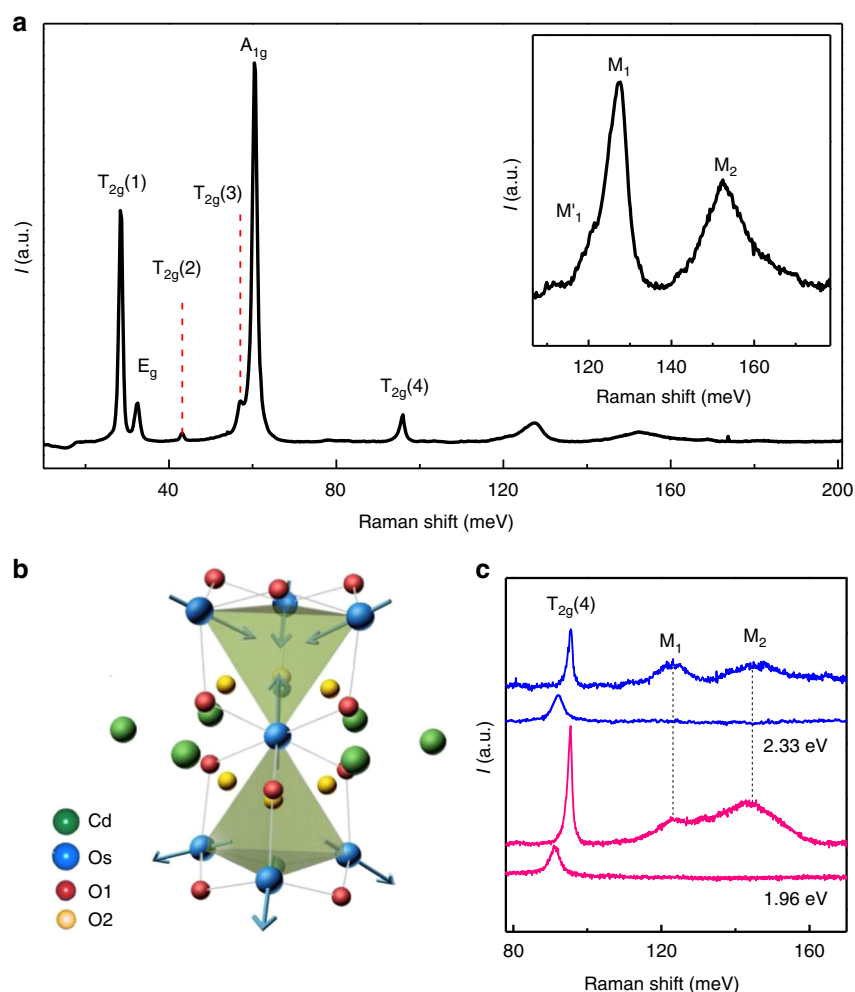 a
A1g
T2g(1)
T2g(3)
T2g(2)
Eg
T2g(4)
I (a.u.)
40
80
120
160
200
Raman shift (meV)
M1
M2
M'1
I (a.u.)
120
140
160
Raman shift (meV)
b
Cd
Os
O1
O2
c
T2g(4)
M1
M2
2.33 eV
1.96 eV
I (a.u.)
80
120
160
Raman shift (meV)